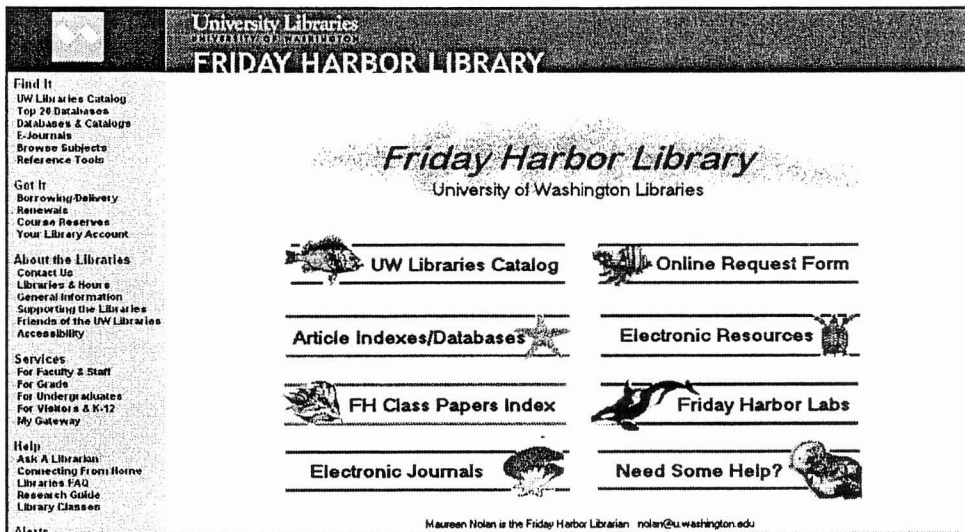 University Libraries
UNIVERSITY OF WASHINGTON
FRIDAY HARBOR LIBRARY
Find It
UW Libraries Catalog
Top 20 Databases
Databases & Catalogs
E-Journals
Browse Subjects
Reference Tools
Get It
Borrowing/Delivery
Renewals
Course Reserves
Your Library Account
About the Libraries
Contact Us
Libraries & Hours
General Information
Supporting the Libraries
Friends of the UW Libraries
Accessibility
Services
For Faculty & Staff
For Grads
For Undergraduates
For Visitors & K-12
My Gateway
Help
Ask A Librarian
Connecting From Home
Libraries FAQ
Research Guide
Library Classes
Alerts
Friday Harbor Library
University of Washington Libraries
UW Libraries Catalog
Online Request Form
Article Indexes/Databases
Electronic Resources
FH Class Papers Index
Friday Harbor Labs
Electronic Journals
Need Some Help?
Maureen Nolan is the Friday Harbor Librarian nolan@u.washington.edu